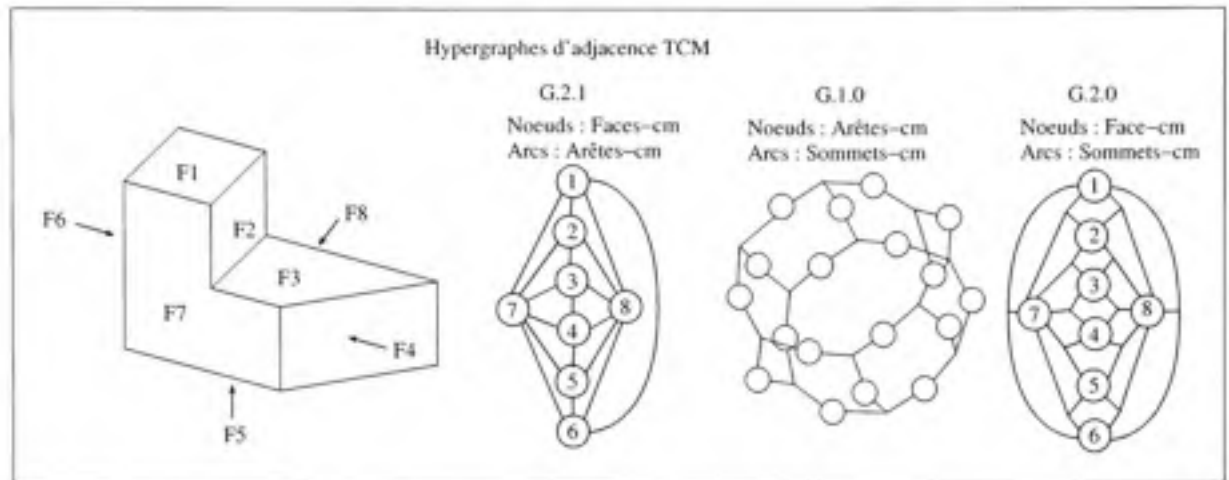 Hypergraphes d'adjacence TCM
G.2.1
Noeuds : Faces-cm
Arcs : Arêtes-cm
G.1.0
Noeuds : Arêtes-cm
Arcs : Sommets-cm
G.2.0
Noeuds : Face-cm
Arcs : Sommets-cm
F1
F6
F2
F8
F3
F7
F4
F5
1
2
3
7
8
4
5
6
1
2
3
7
8
4
5
6